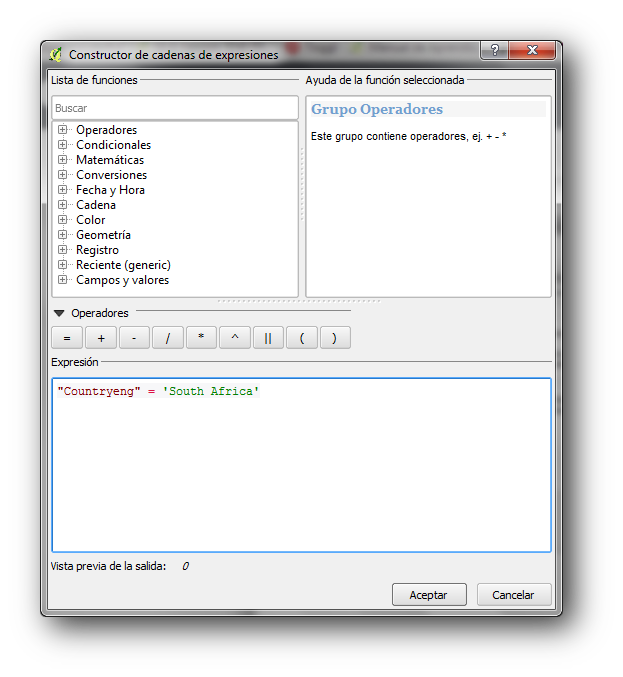 Constructor de cadenas de expresiones
Lista de funciones
Buscar
Operadores
Condicionales
Matemáticas
Conversiones
Fecha y Hora
Cadena
Color
Geometría
Registro
Reciente (generic)
Campos y valores
Ayuda de la función seleccionada
Grupo Operadores
Este grupo contiene operadores, ej. + - *
Operadores
= + - / * ^ || ( )
Expresión
"Countryeng" = 'South Africa'
Vista previa de la salida: 0
Aceptar Cancelar